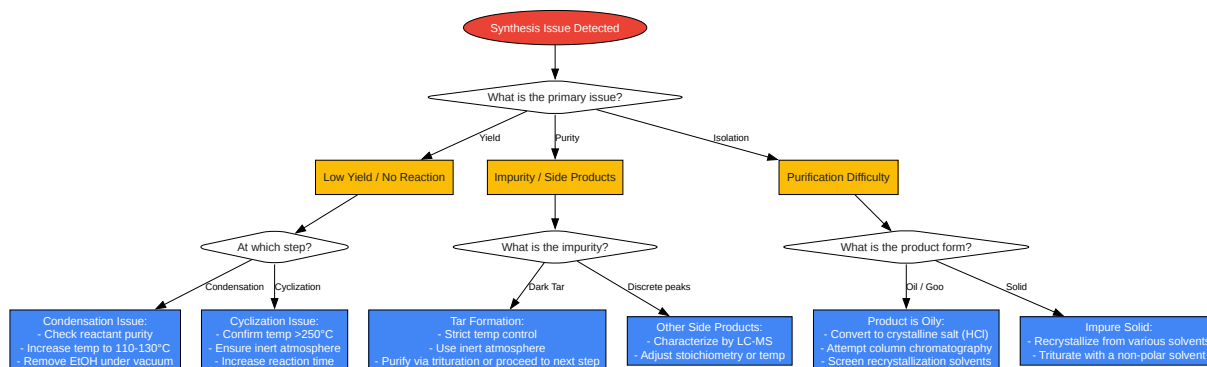 Synthesis Issue Detected
What is the primary issue?
Yield
Purity
Isolation
Low Yield / No Reaction
Impurity / Side Products
Purification Difficulty
At which step?
What is the impurity?
What is the product form?
Condensation
Cyclization
Dark Tar
Discrete peaks
Oil / Goo
Solid
Condensation Issue:
- Check reactant purity
- Increase temp to 110-130°C
- Remove EtOH under vacuum
Cyclization Issue:
- Confirm temp >250°C
- Ensure inert atmosphere
- Increase reaction time
Tar Formation:
- Strict temp control
- Use inert atmosphere
- Purify via trituration or proceed to next step
Other Side Products:
- Characterize by LC-MS
- Adjust stoichiometry or temp
Product is Oily:
- Convert to crystalline salt (HCl)
- Attempt column chromatography
- Screen recrystallization solvents
Impure Solid:
- Recrystallize from various solvents
- Triturate with a non-polar solvent